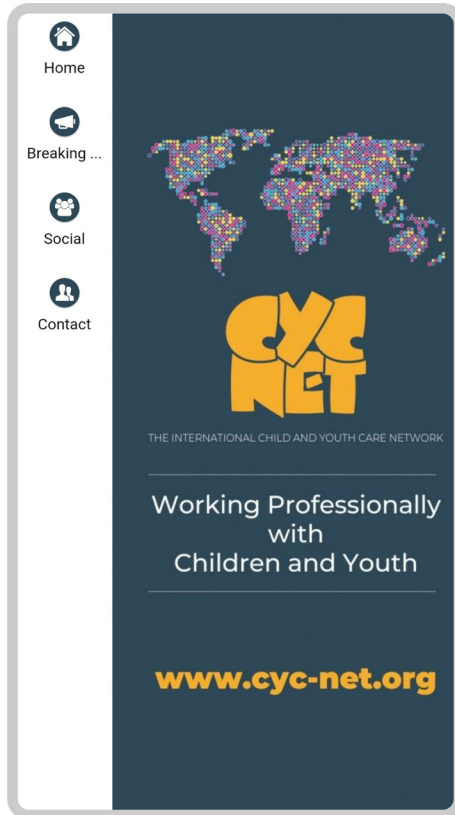 Home
Breaking ...
Social
Contact
CYC
NET
THE INTERNATIONAL CHILD AND YOUTH CARE NETWORK
Working Professionally
with
Children and Youth
www.cyc-net.org